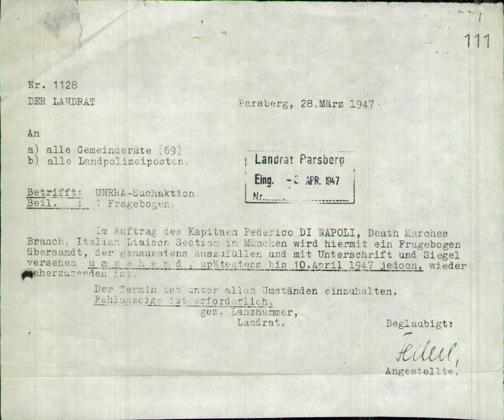 111
Nr. 1128
DER LANDRAT
Parsberg, 28.März 1947.
An
a) alle Gemeinderäte (69)
b) alle Landpolizeiposten.
Landrat Parsberg
Eing. - APR. 1947
Nr.
Betrifft: UNRRA-Suchaktion
Beil. : 1 Fragebogen.
Im Auftrag des Kapitaen Federico DI NAPOLI, Death Marches
Branch, Italian Liaison Section in München wird hiermit ein Fragebogen
übersandt, der genauestens auszufüllen und mit Unterschrift und Siegel
versehen u m g e h e n d , spätestens bis 10.April 1947 jedoch, wieder
ist.
Der Termin ist unter allen Umständen einzuhalten.
Fehlanzeige ist erforderlich.
gez. Lanzhammer,
Landrat.
Beglaubigt:
Angestellte.